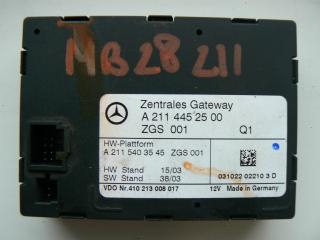 MB28 211
Zentrales Gateway
A 211 445 25 00
ZGS 001 Q1
HW-Plattform
A 211 540 35 45 ZGS 001
HW Stand 15/03
SW Stand 38/03
031022 02210 3 D
VDO Nr.410 213 008 017 12V Made in Germany